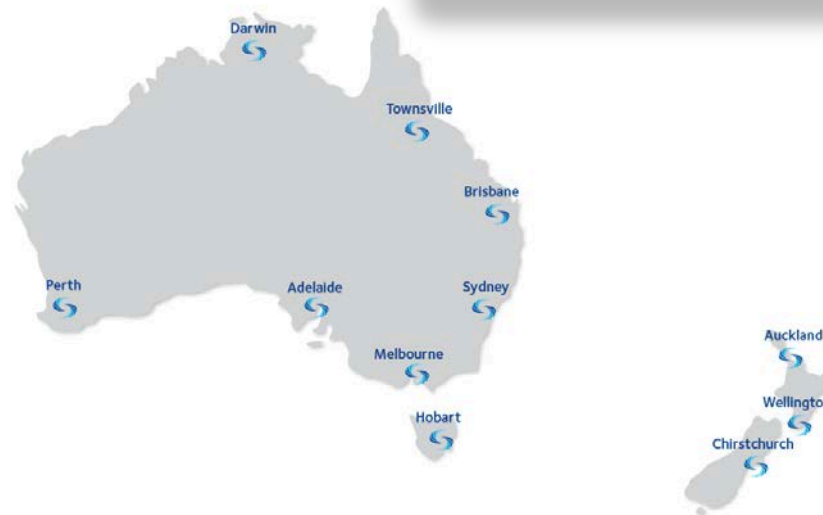 Darwin
Townsville
Brisbane
Perth
Adelaide
Sydney
Auckland
Melbourne
Wellingto
Hobart
Chirstchurch